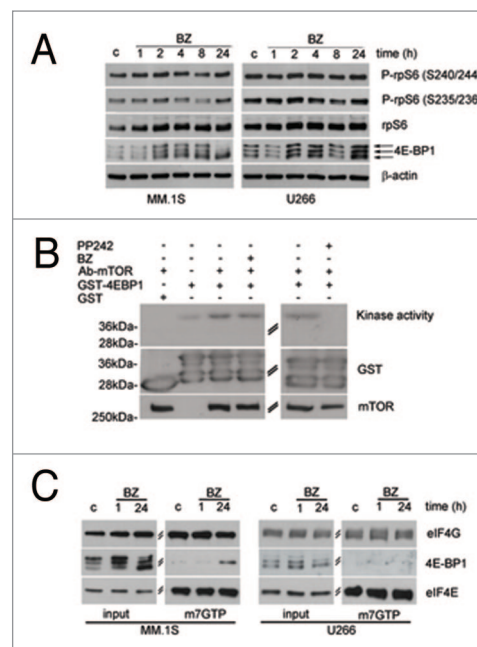 A
BZ BZ
c 1 2 4 8 24 c 1 2 4 8 24 time (h)
P-rpS6 (S240/244
P-rpS6 (S235/236
rpS6
4E-BP1
β-actin
MM.1S U266
B
PP242 - - - - - +
BZ - - - + - -
Ab-mTOR + - + + + +
GST-4EBP1 - + + + + +
GST + - - - - -
36kDa- Kinase activity
28kDa-
36kDa- GST
28kDa-
250kDa- mTOR
C
BZ BZ BZ BZ
c 1 24 c 1 24 c 1 24 c 1 24 time (h)
eIF4G
4E-BP1
eIF4E
input m7GTP input m7GTP
MM.1S U266